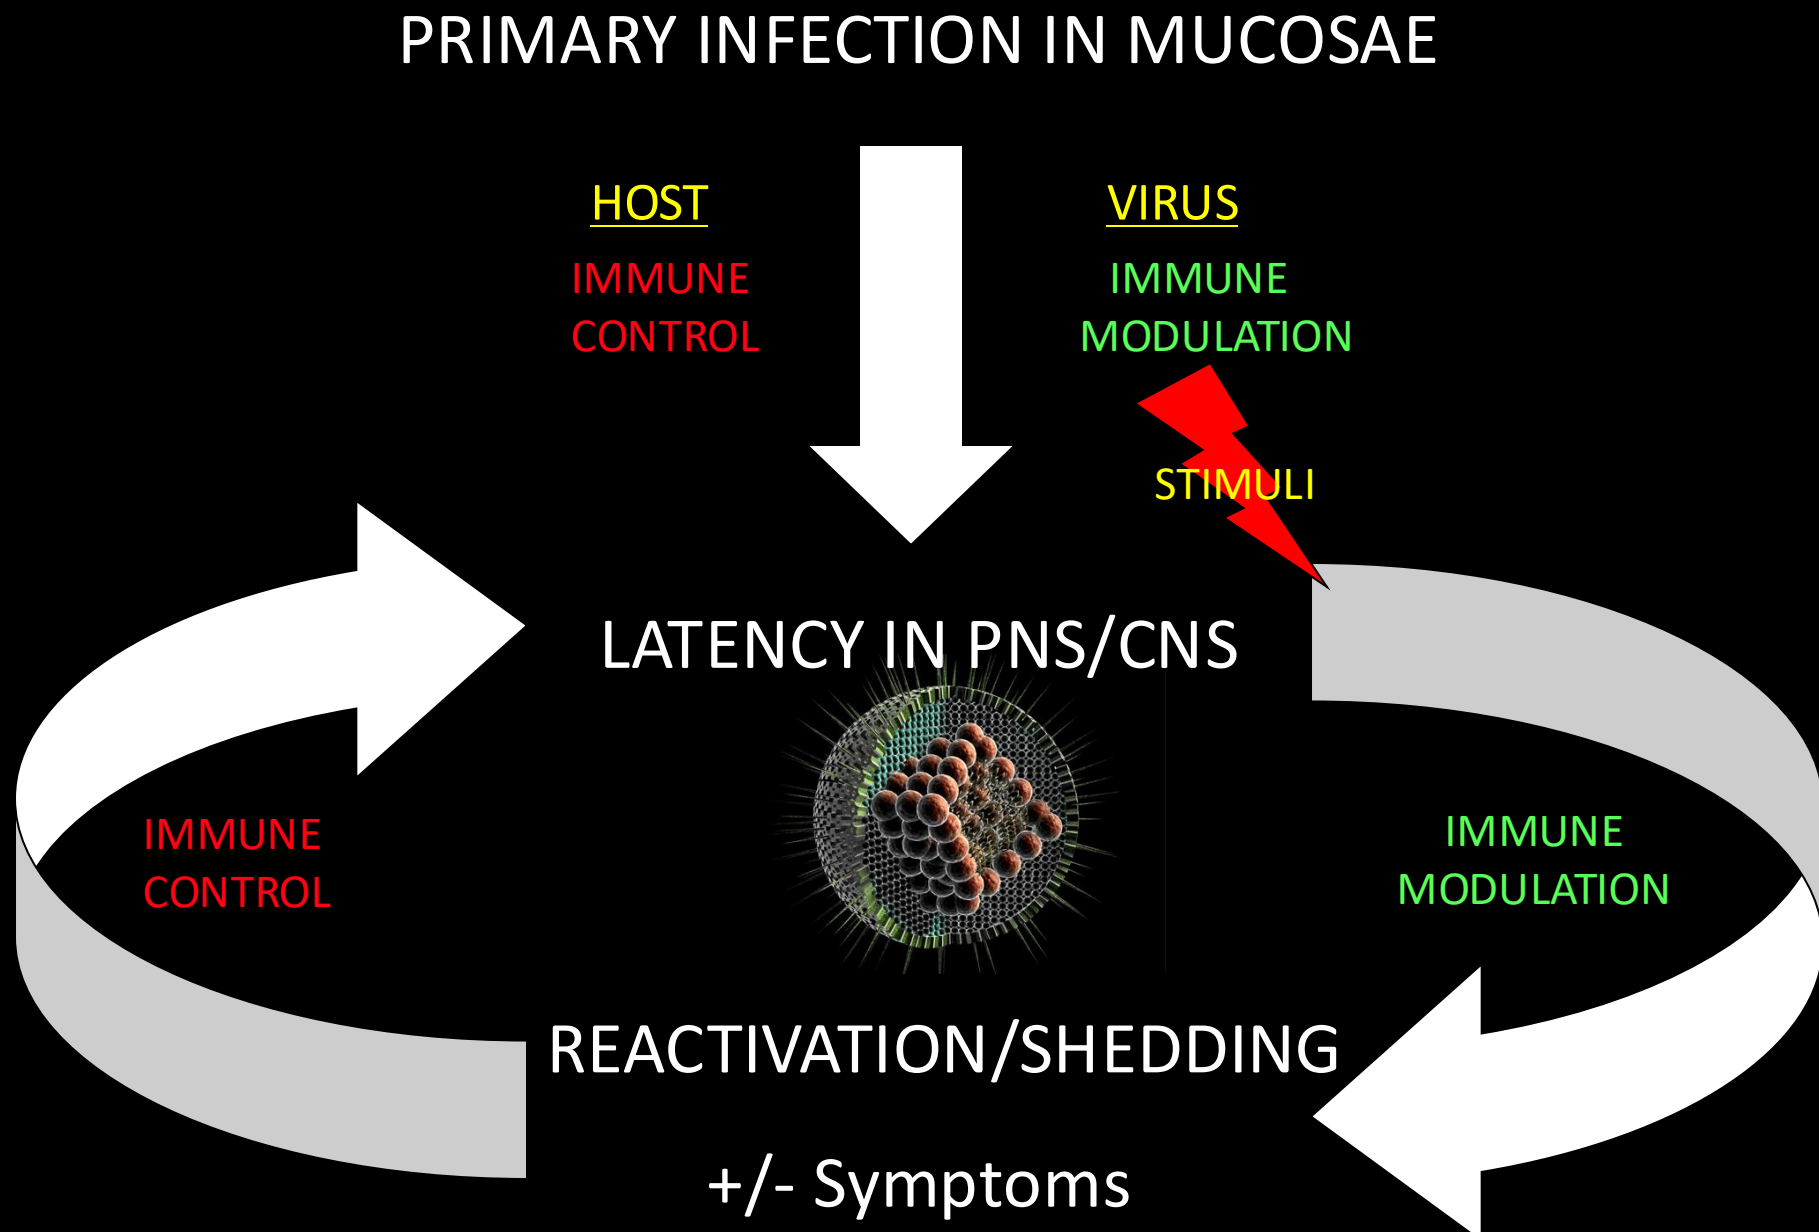 PRIMARY INFECTION IN MUCOSAE
HOST
IMMUNE
CONTROL
VIRUS
IMMUNE
MODULATION
STIMULI
LATENCY IN PNS/CNS
IMMUNE
CONTROL
IMMUNE
MODULATION
REACTIVATION/SHEDDING
+/- Symptoms